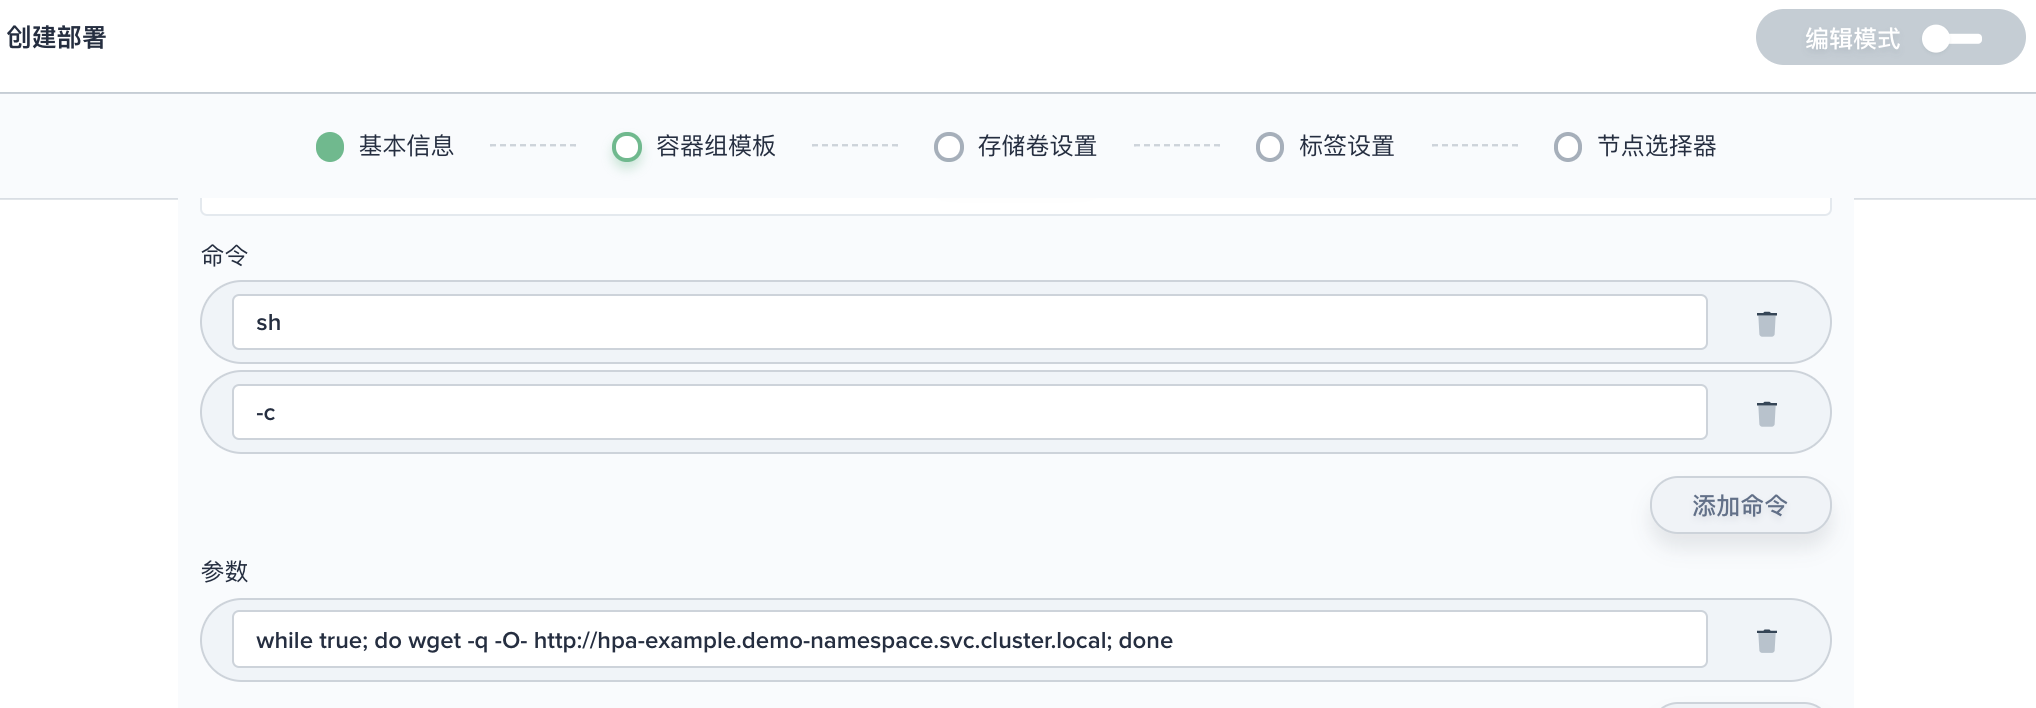 创建部署
编辑模式
基本信息
容器组模板
存储卷设置
标签设置
节点选择器
命令
sh
-c
添加命令
参数
while true; do wget -q -O- http://hpa-example.demo-namespace.svc.cluster.local; done